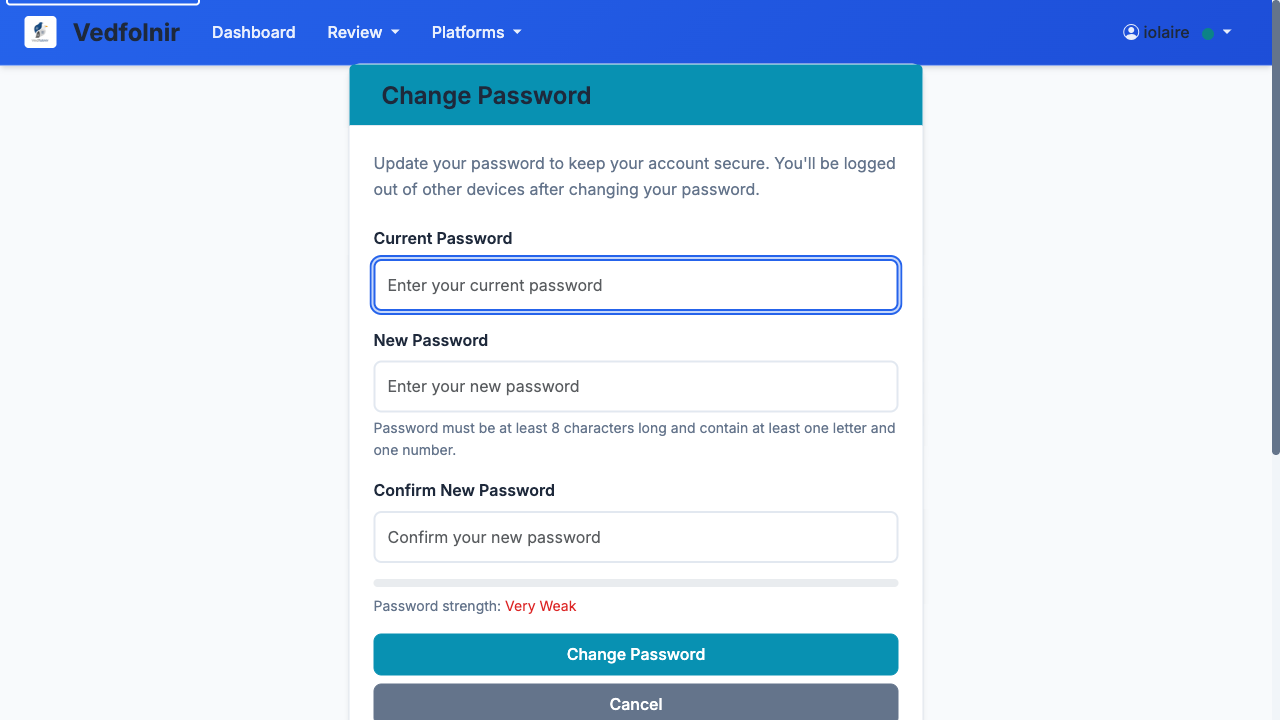 Vedfolnir
Dashboard
Review
Platforms
iolaire
Change Password
Update your password to keep your account secure. You'll be logged
out of other devices after changing your password.
Current Password
Enter your current password
New Password
Enter your new password
Password must be at least 8 characters long and contain at least one letter and
one number.
Confirm New Password
Confirm your new password
Password strength: Very Weak
Change Password
Cancel